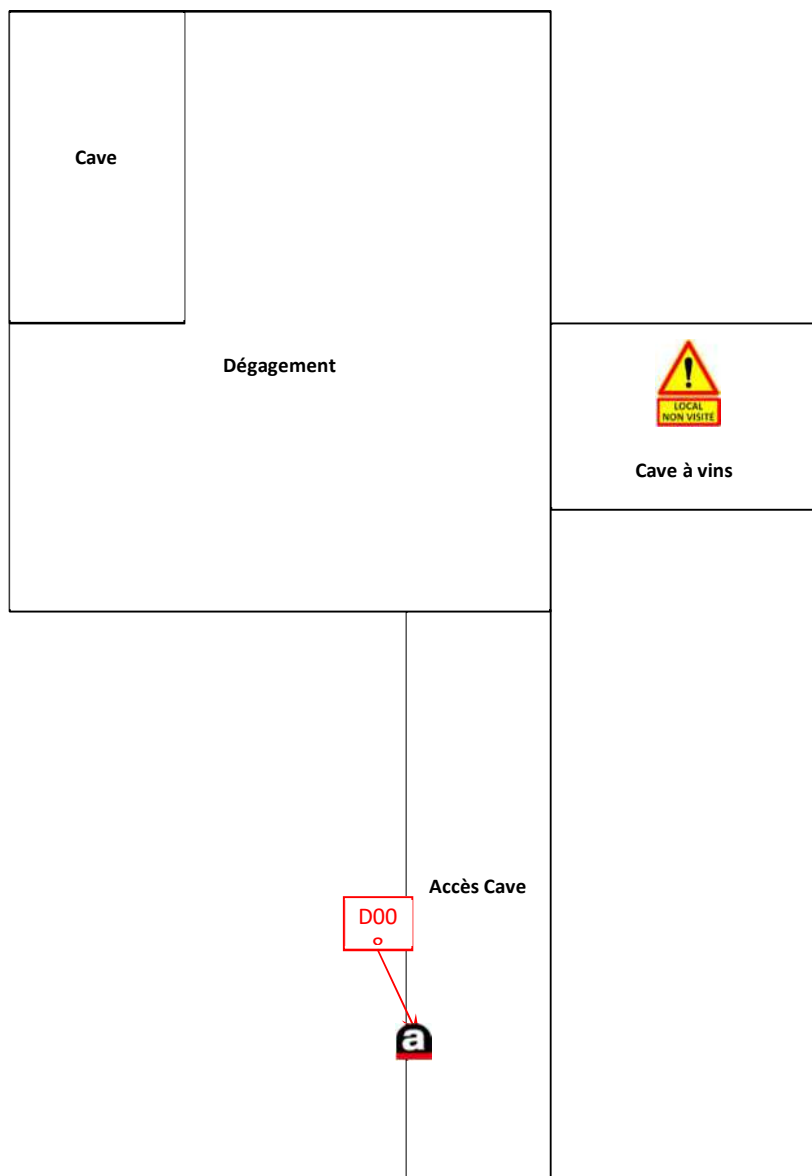 Cave
Dégagement
!
LOCAL
NON VISITÉ
Cave à vins
Accès Cave
D00
a